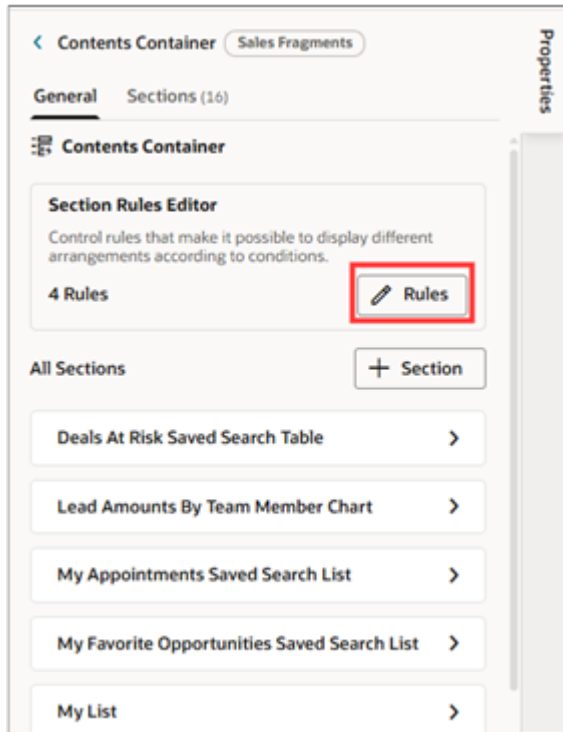 Contents Container Sales Fragments
Properties
General Sections (16)
Contents Container
Section Rules Editor
Control rules that make it possible to display different
arrangements according to conditions.
4 Rules Rules
All Sections + Section
Deals At Risk Saved Search Table
Lead Amounts By Team Member Chart
My Appointments Saved Search List
My Favorite Opportunities Saved Search List
My List